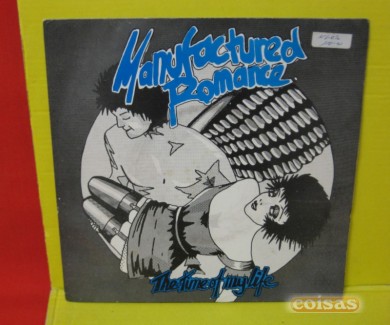 Manufactured
Romance
The time of my life
coisas